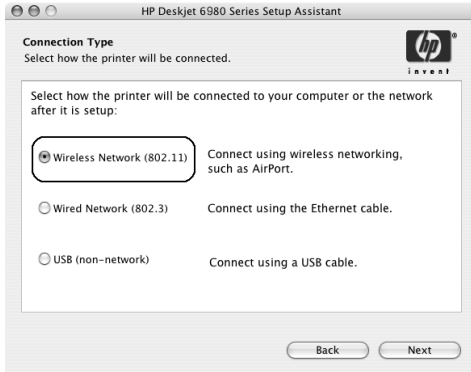 HP Deskjet 6980 Series Setup Assistant
Connection Type
Select how the printer will be connected.
hp
invent
Select how the printer will be connected to your computer or the network
after it is setup:
Wireless Network (802.11)
Connect using wireless networking,
such as AirPort.
Wired Network (802.3)
Connect using the Ethernet cable.
USB (non-network)
Connect using a USB cable.
Back
Next